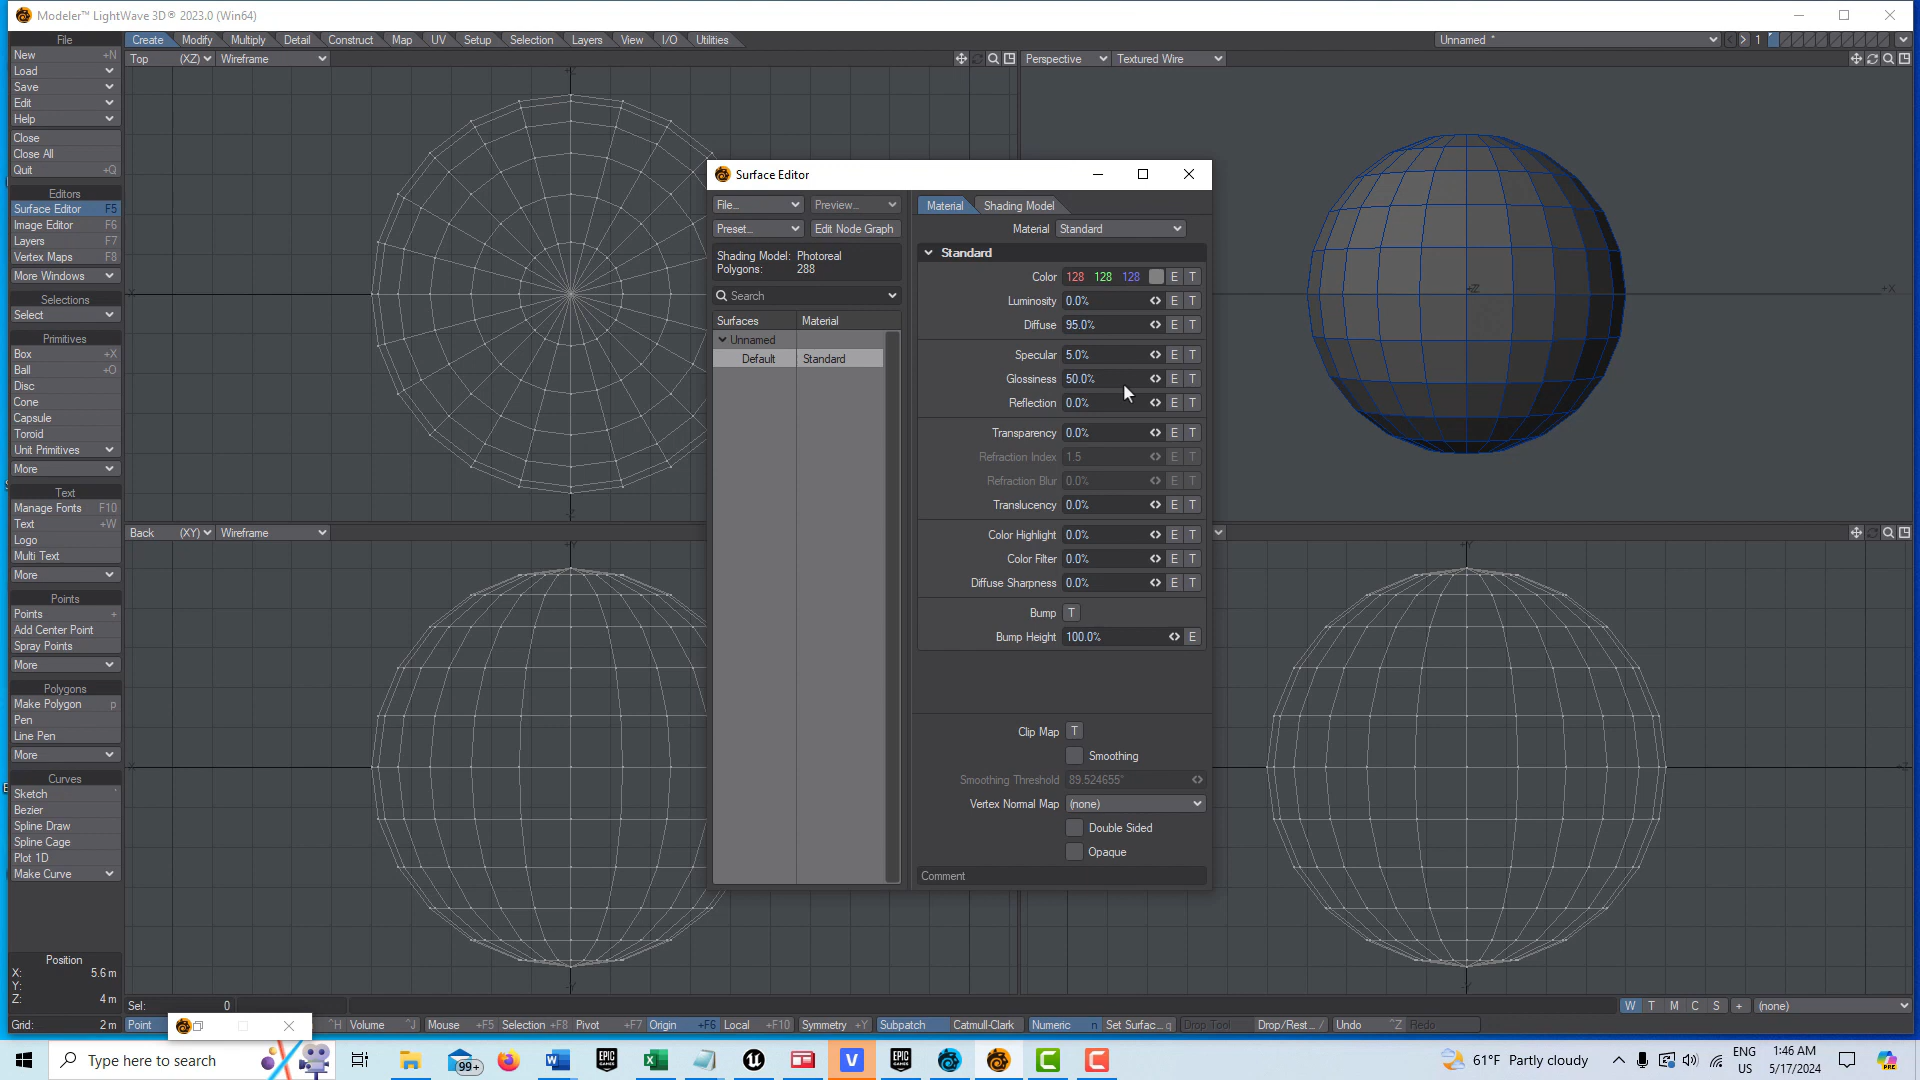 Modeler™ LightWave 3D® 2023.0 (Win64)
File
New +N
Load
Save
Edit
Help
Close
Close All
Quit +Q
Editors
Surface Editor F5
Image Editor F6
Layers F7
Vertex Maps F8
More Windows
Selections
Select
Primitives
Box +X
Ball +O
Disc
Cone
Capsule
Toroid
Unit Primitives
More
Text
Manage Fonts F10
Text +W
Logo
Multi Text
More
Points
Points +
Add Center Point
Spray Points
More
Polygons
Make Polygon p
Pen
Line Pen
More
Curves
Sketch `
Bezier
Spline Draw
Spline Cage
Plot 1D
Make Curve
Position
X: 5.6 m
Y:
Z: 4 m
Grid: 2 m
Create Modify Multiply Detail Construct Map UV Setup Selection Layers View I/O Utilities Unnamed * 1
Top (XZ) Wireframe
Perspective Textured Wire
Back (XY) Wireframe
Surface Editor
File... Preview...
Preset... Edit Node Graph
Shading Model: Photoreal
Polygons: 288
Search
Surfaces Material
Unnamed
Default Standard
Material Shading Model
Material Standard
Standard
Color 128 128 128 E T
Luminosity 0.0% E T
Diffuse 95.0% E T
Specular 5.0% E T
Glossiness 50.0% E T
Reflection 0.0% E T
Transparency 0.0% E T
Refraction Index 1.5 E T
Refraction Blur 0.0% E T
Translucency 0.0% E T
Color Highlight 0.0% E T
Color Filter 0.0% E T
Diffuse Sharpness 0.0% E T
Bump T
Bump Height 100.0% E
Clip Map T
Smoothing
Smoothing Threshold 89.524655°
Vertex Normal Map (none)
Double Sided
Opaque
Comment
Sel: 0
W T M C S + (none)
Point ^H Volume ^J Mouse +F5 Selection +F8 Pivot +F7 Origin +F6 Local +F10 Symmetry +Y Subpatch Catmull-Clark Numeric n Set Surfac... q Drop Tool Drop/Rest... / Undo ^Z Redo
Type here to search
99+
61°F Partly cloudy
ENG
US
1:46 AM
5/17/2024